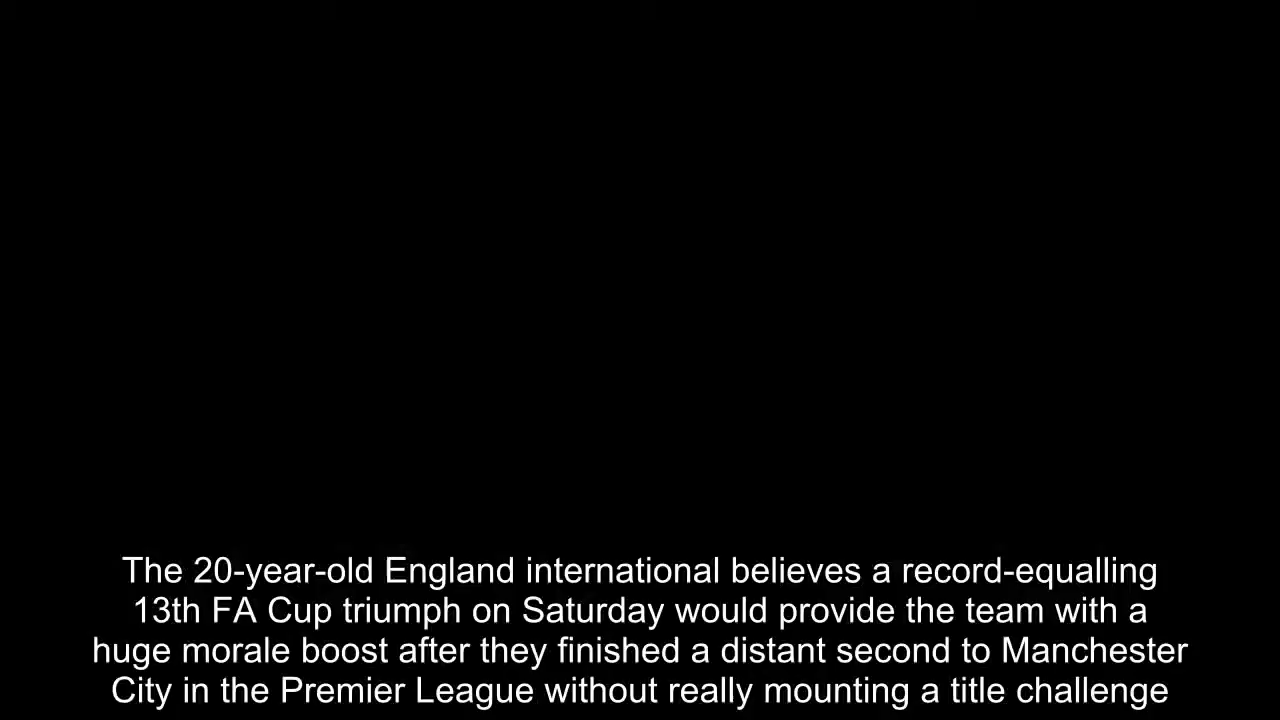 The 20-year-old England international believes a record-equalling
13th FA Cup triumph on Saturday would provide the team with a
huge morale boost after they finished a distant second to Manchester
City in the Premier League without really mounting a title challenge